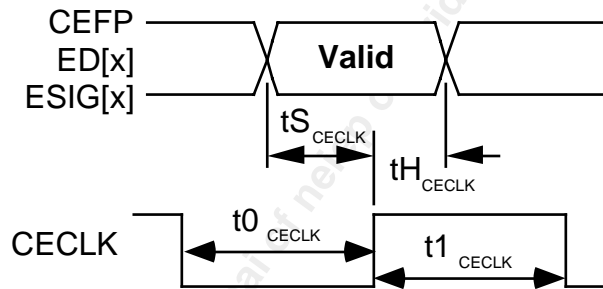 CEFP
ED[x] Valid
ESIG[x]
tS CECLK
tH CECLK
CECLK t0 CECLK t1 CECLK